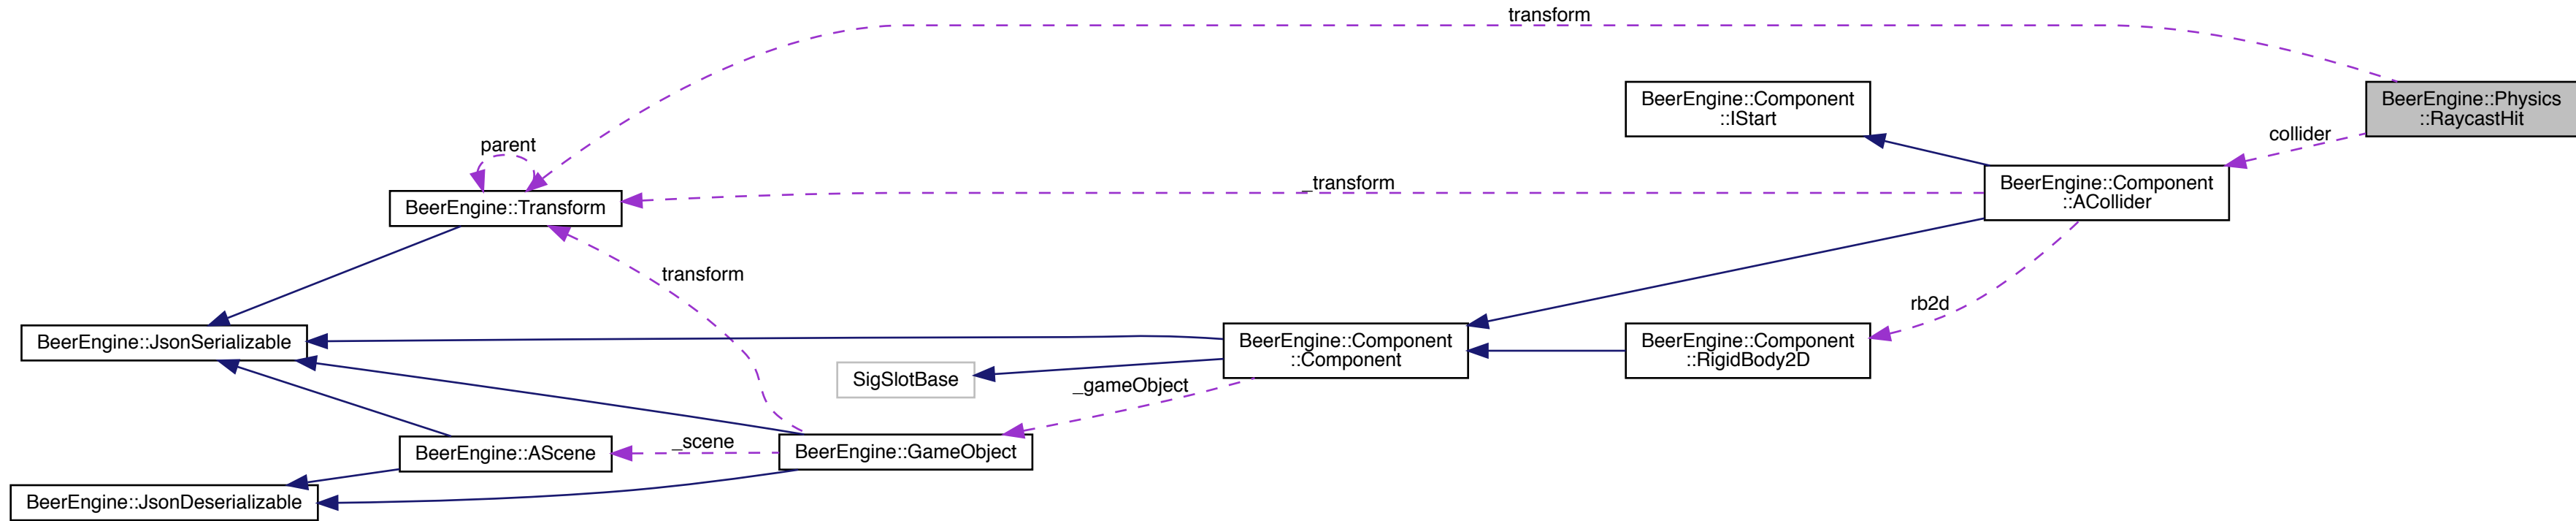 transform
BeerEngine::Physics
::RaycastHit
BeerEngine::Component
::IStart
collider
parent
BeerEngine::Transform
_transform
BeerEngine::Component
::ACollider
transform
rb2d
BeerEngine::JsonSerializable
BeerEngine::Component
::Component
BeerEngine::Component
::RigidBody2D
SigSlotBase
_gameObject
BeerEngine::AScene
_scene
BeerEngine::GameObject
BeerEngine::JsonDeserializable